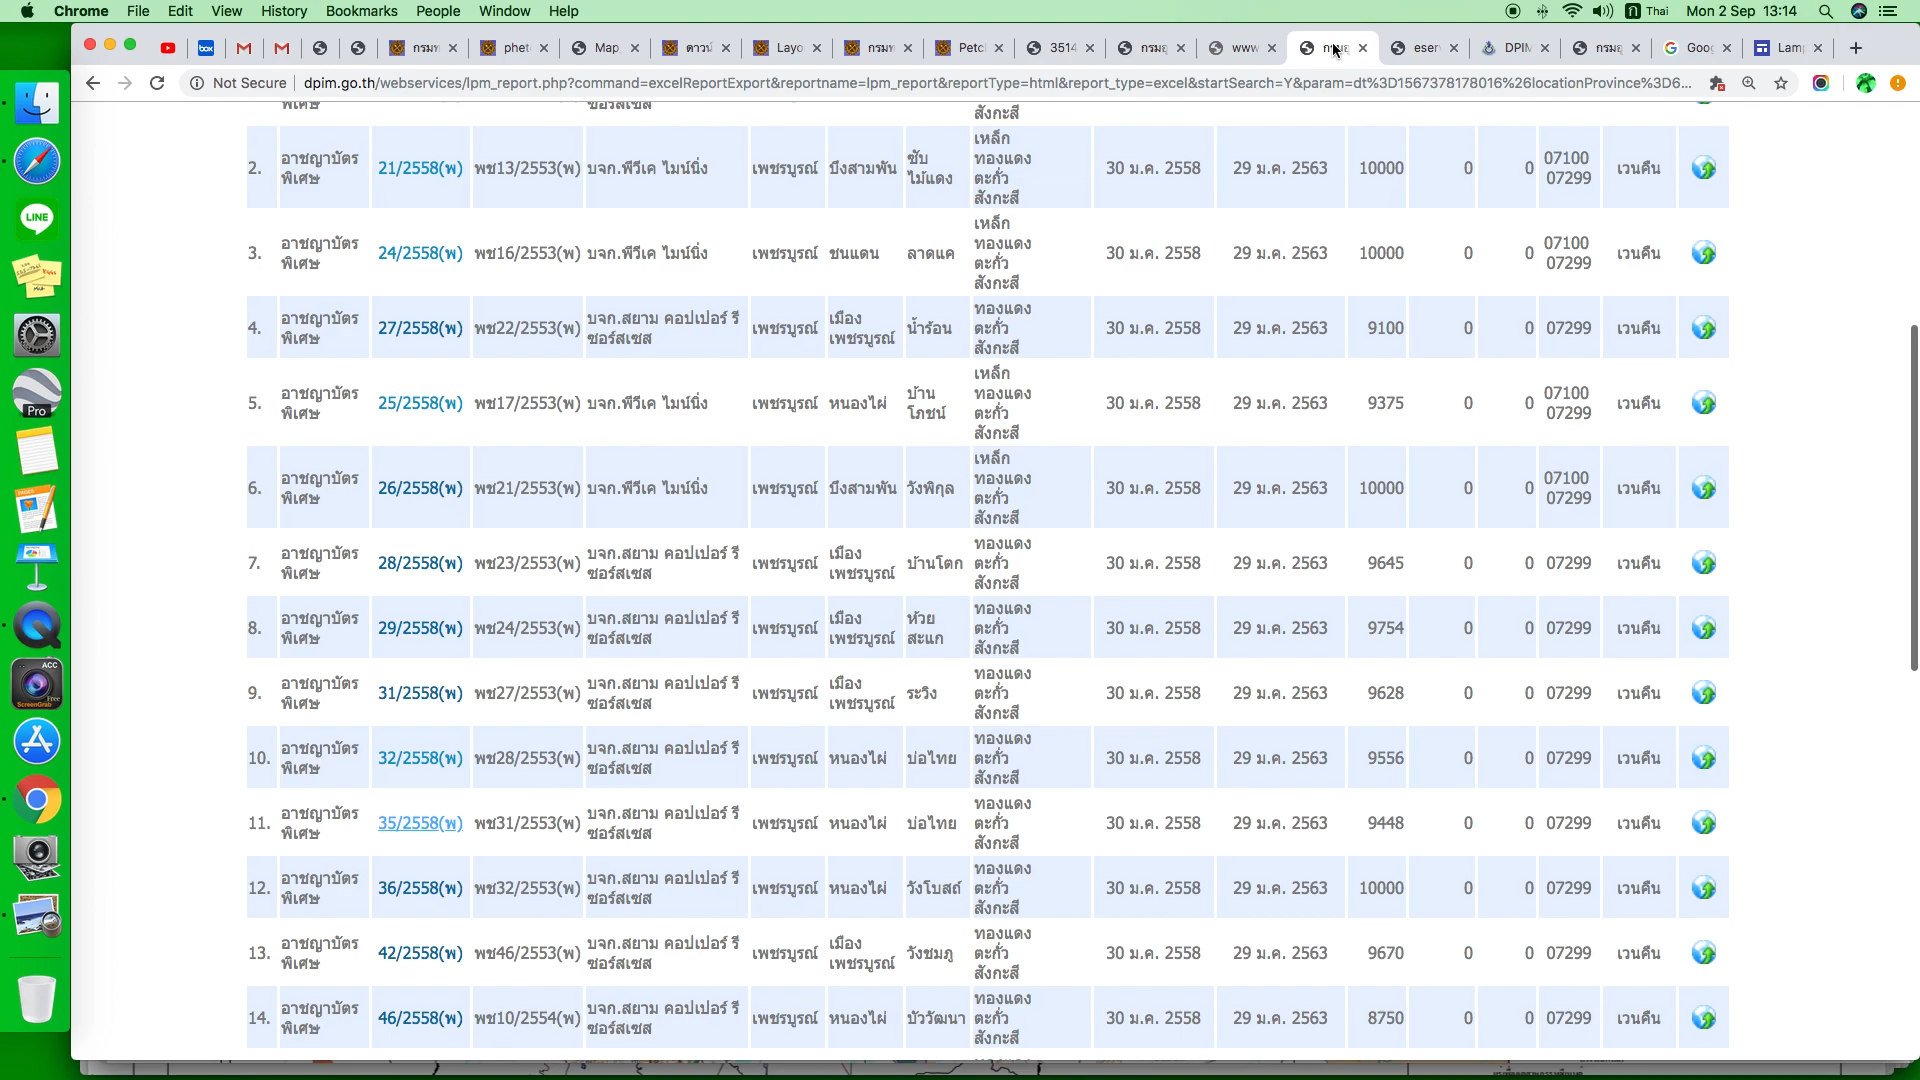 Chrome File Edit View History Bookmarks People Window Help Thai Mon 2 Sep 13:14
กรมท phet Map ดาวน์ Layo กรมท Petc 3514 กรมอุ www กรมอุ eser DPIM กรมอุ Goo Lam
Not Secure dpim.go.th/webservices/lpm_report.php?command=excelReportExport&reportname=lpm_report&reportType=html&report_type=excel&startSearch=Y&param=dt%3D1567378178016%26locationProvince%3D6...
พิเศษ ซอร์สเซส สังกะสี
2. อาชญาบัตรพิเศษ 21/2558(พ) พช13/2553(พ) บจก.พีวีเค ไมน์นิ่ง เพชรบูรณ์ บึงสามพัน ซับไม้แดง เหล็ก ทองแดง ตะกั่ว สังกะสี 30 ม.ค. 2558 29 ม.ค. 2563 10000 0 0 07100 07299 เวนคืน
3. อาชญาบัตรพิเศษ 24/2558(พ) พช16/2553(พ) บจก.พีวีเค ไมน์นิ่ง เพชรบูรณ์ ชนแดน ลาดแค เหล็ก ทองแดง ตะกั่ว สังกะสี 30 ม.ค. 2558 29 ม.ค. 2563 10000 0 0 07100 07299 เวนคืน
4. อาชญาบัตรพิเศษ 27/2558(พ) พช22/2553(พ) บจก.สยาม คอปเปอร์ รีซอร์สเซส เพชรบูรณ์ เมืองเพชรบูรณ์ น้ำร้อน ทองแดง ตะกั่ว สังกะสี 30 ม.ค. 2558 29 ม.ค. 2563 9100 0 0 07299 เวนคืน
5. อาชญาบัตรพิเศษ 25/2558(พ) พช17/2553(พ) บจก.พีวีเค ไมน์นิ่ง เพชรบูรณ์ หนองไผ่ บ้านโภชน์ เหล็ก ทองแดง ตะกั่ว สังกะสี 30 ม.ค. 2558 29 ม.ค. 2563 9375 0 0 07100 07299 เวนคืน
6. อาชญาบัตรพิเศษ 26/2558(พ) พช21/2553(พ) บจก.พีวีเค ไมน์นิ่ง เพชรบูรณ์ บึงสามพัน วังพิกุล เหล็ก ทองแดง ตะกั่ว สังกะสี 30 ม.ค. 2558 29 ม.ค. 2563 10000 0 0 07100 07299 เวนคืน
7. อาชญาบัตรพิเศษ 28/2558(พ) พช23/2553(พ) บจก.สยาม คอปเปอร์ รีซอร์สเซส เพชรบูรณ์ เมืองเพชรบูรณ์ บ้านโตก ทองแดง ตะกั่ว สังกะสี 30 ม.ค. 2558 29 ม.ค. 2563 9645 0 0 07299 เวนคืน
8. อาชญาบัตรพิเศษ 29/2558(พ) พช24/2553(พ) บจก.สยาม คอปเปอร์ รีซอร์สเซส เพชรบูรณ์ เมืองเพชรบูรณ์ ห้วยสะแก ทองแดง ตะกั่ว สังกะสี 30 ม.ค. 2558 29 ม.ค. 2563 9754 0 0 07299 เวนคืน
9. อาชญาบัตรพิเศษ 31/2558(พ) พช27/2553(พ) บจก.สยาม คอปเปอร์ รีซอร์สเซส เพชรบูรณ์ เมืองเพชรบูรณ์ ระวิง ทองแดง ตะกั่ว สังกะสี 30 ม.ค. 2558 29 ม.ค. 2563 9628 0 0 07299 เวนคืน
10. อาชญาบัตรพิเศษ 32/2558(พ) พช28/2553(พ) บจก.สยาม คอปเปอร์ รีซอร์สเซส เพชรบูรณ์ หนองไผ่ บ่อไทย ทองแดง ตะกั่ว สังกะสี 30 ม.ค. 2558 29 ม.ค. 2563 9556 0 0 07299 เวนคืน
11. อาชญาบัตรพิเศษ 35/2558(พ) พช31/2553(พ) บจก.สยาม คอปเปอร์ รีซอร์สเซส เพชรบูรณ์ หนองไผ่ บ่อไทย ทองแดง ตะกั่ว สังกะสี 30 ม.ค. 2558 29 ม.ค. 2563 9448 0 0 07299 เวนคืน
12. อาชญาบัตรพิเศษ 36/2558(พ) พช32/2553(พ) บจก.สยาม คอปเปอร์ รีซอร์สเซส เพชรบูรณ์ หนองไผ่ วังโบสถ์ ทองแดง ตะกั่ว สังกะสี 30 ม.ค. 2558 29 ม.ค. 2563 10000 0 0 07299 เวนคืน
13. อาชญาบัตรพิเศษ 42/2558(พ) พช46/2553(พ) บจก.สยาม คอปเปอร์ รีซอร์สเซส เพชรบูรณ์ เมืองเพชรบูรณ์ วังชมภู ทองแดง ตะกั่ว สังกะสี 30 ม.ค. 2558 29 ม.ค. 2563 9670 0 0 07299 เวนคืน
14. อาชญาบัตรพิเศษ 46/2558(พ) พช10/2554(พ) บจก.สยาม คอปเปอร์ รีซอร์สเซส เพชรบูรณ์ หนองไผ่ บัววัฒนา ทองแดง ตะกั่ว สังกะสี 30 ม.ค. 2558 29 ม.ค. 2563 8750 0 0 07299 เวนคืน
LINE
Pro
PAGES
ACC
ScreenGrab Free
box